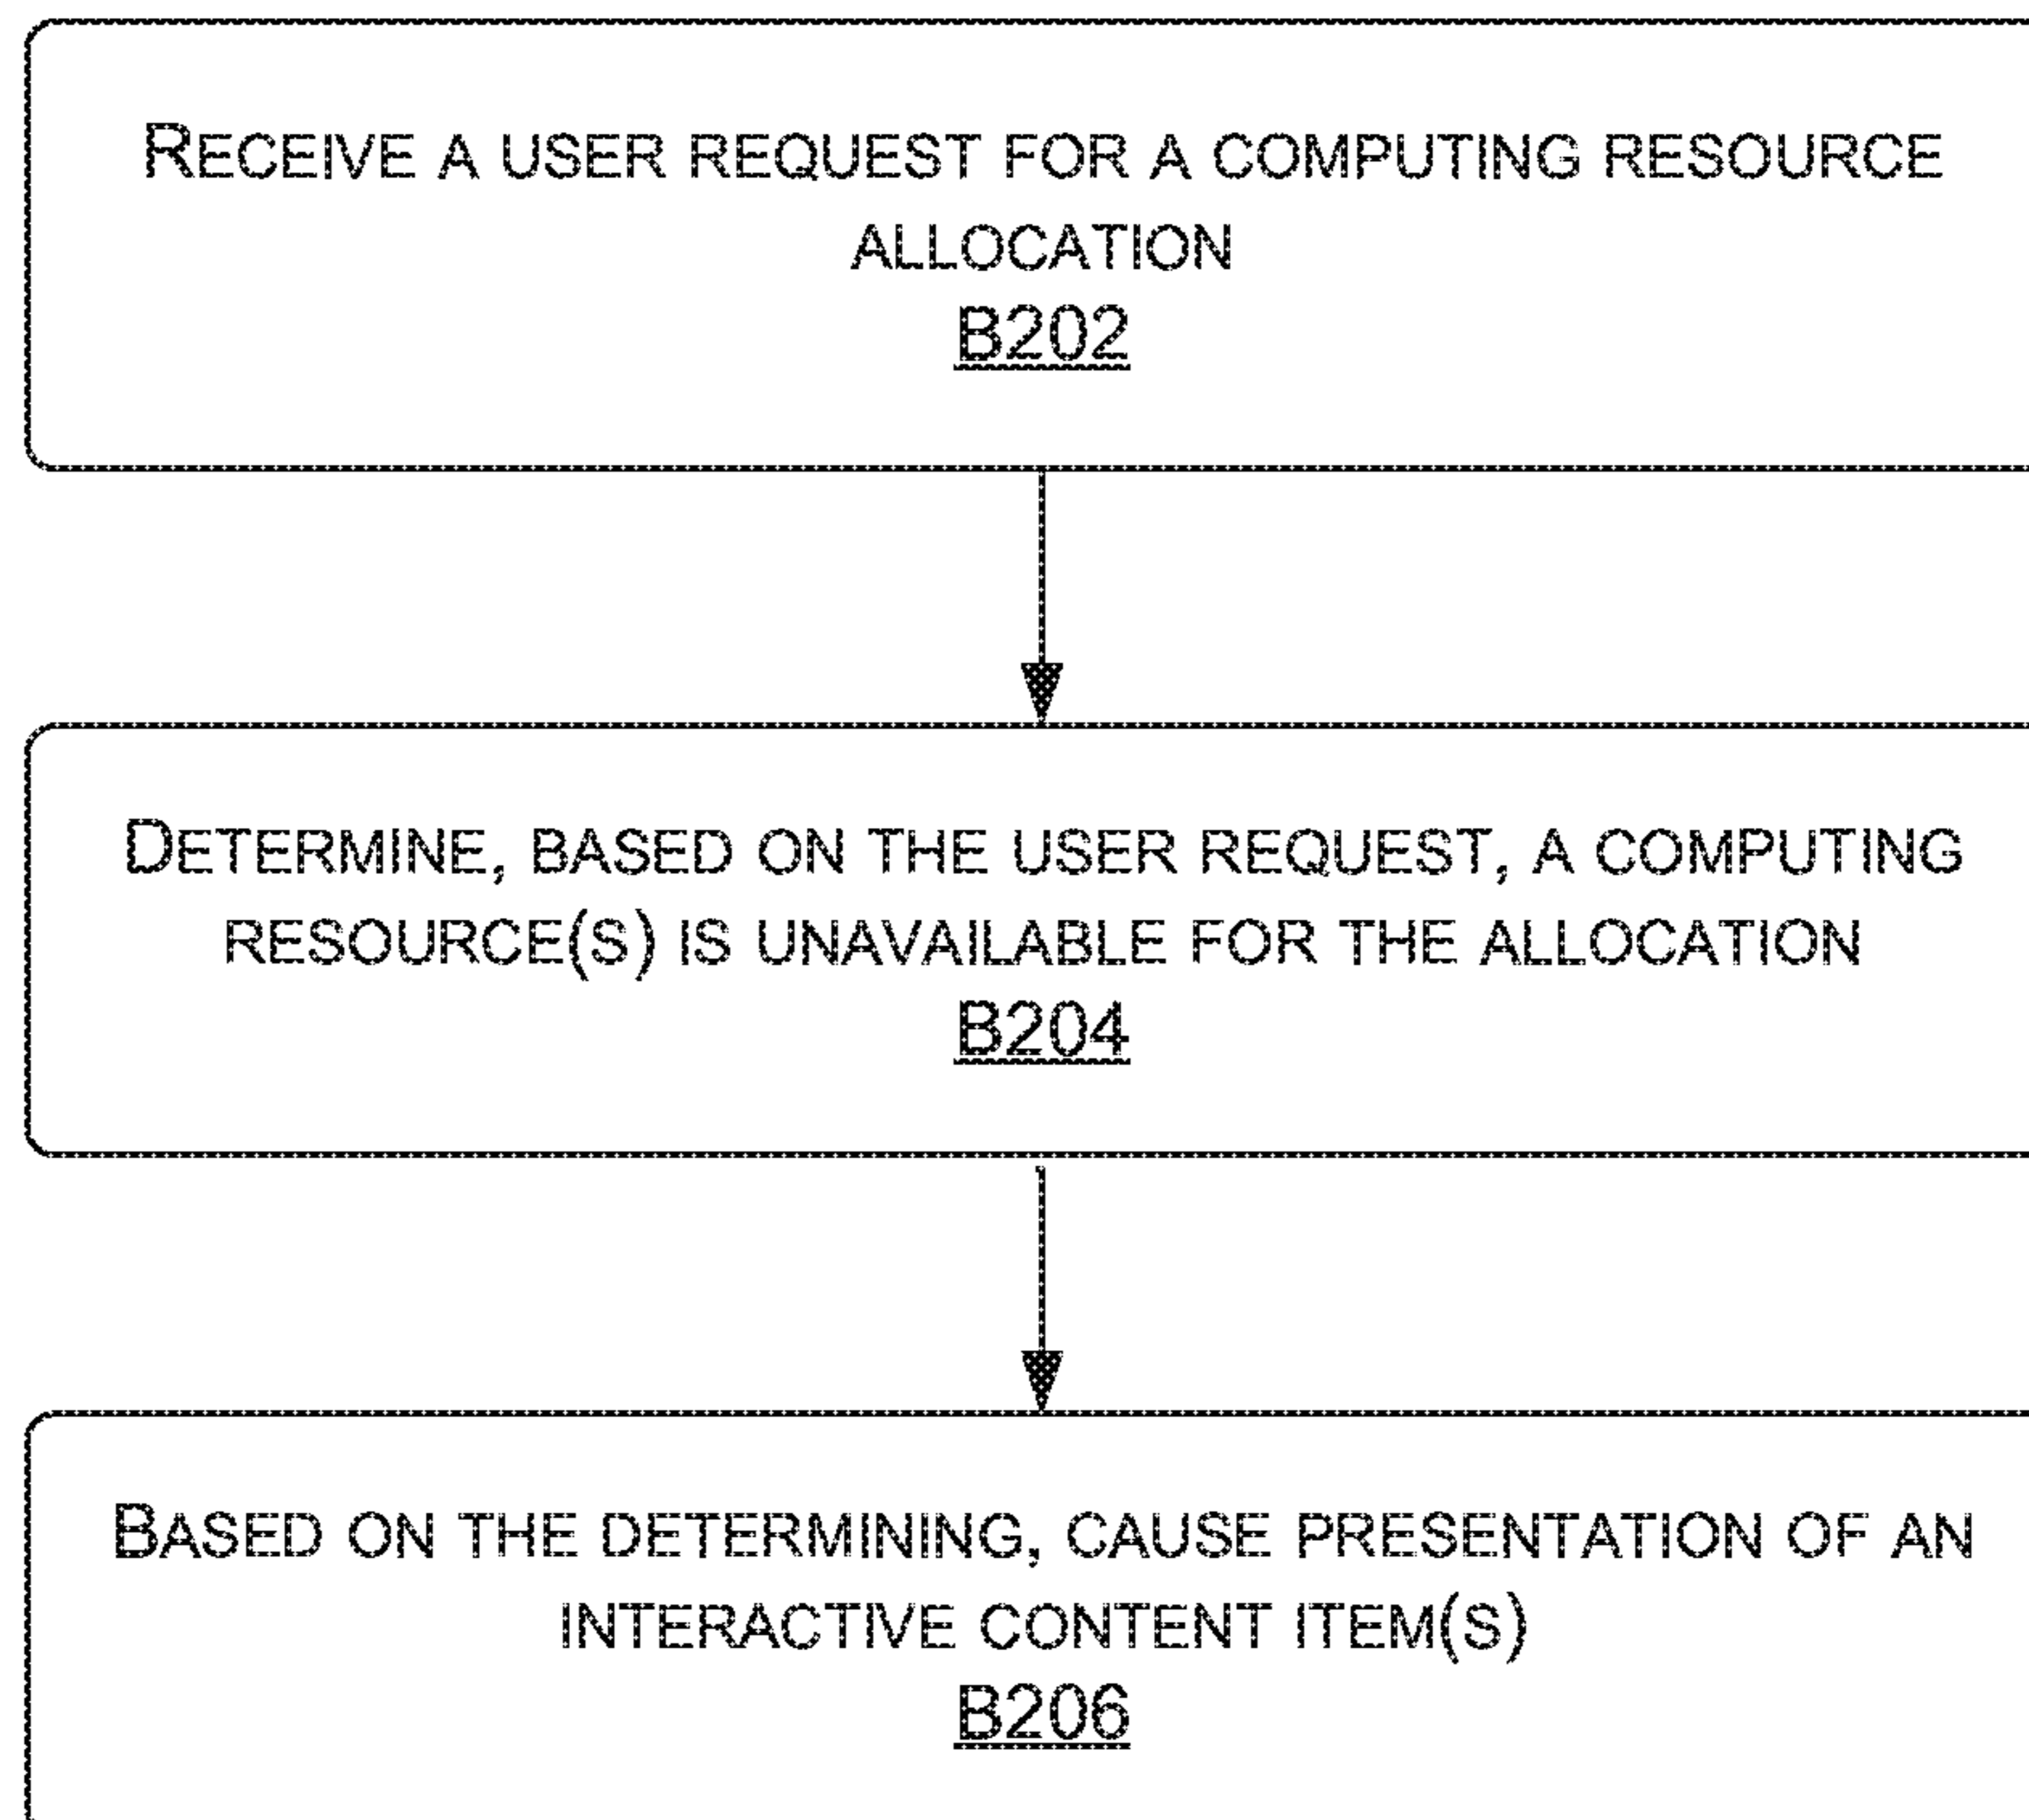 RECEIVE A USER REQUEST FOR A COMPUTING RESOURCE
ALLOCATION
B202
DETERMINE, BASED ON THE USER REQUEST, A COMPUTING
RESOURCE(S) IS UNAVAILABLE FOR THE ALLOCATION
B204
BASED ON THE DETERMINING, CAUSE PRESENTATION OF AN
INTERACTIVE CONTENT ITEM(S)
B206